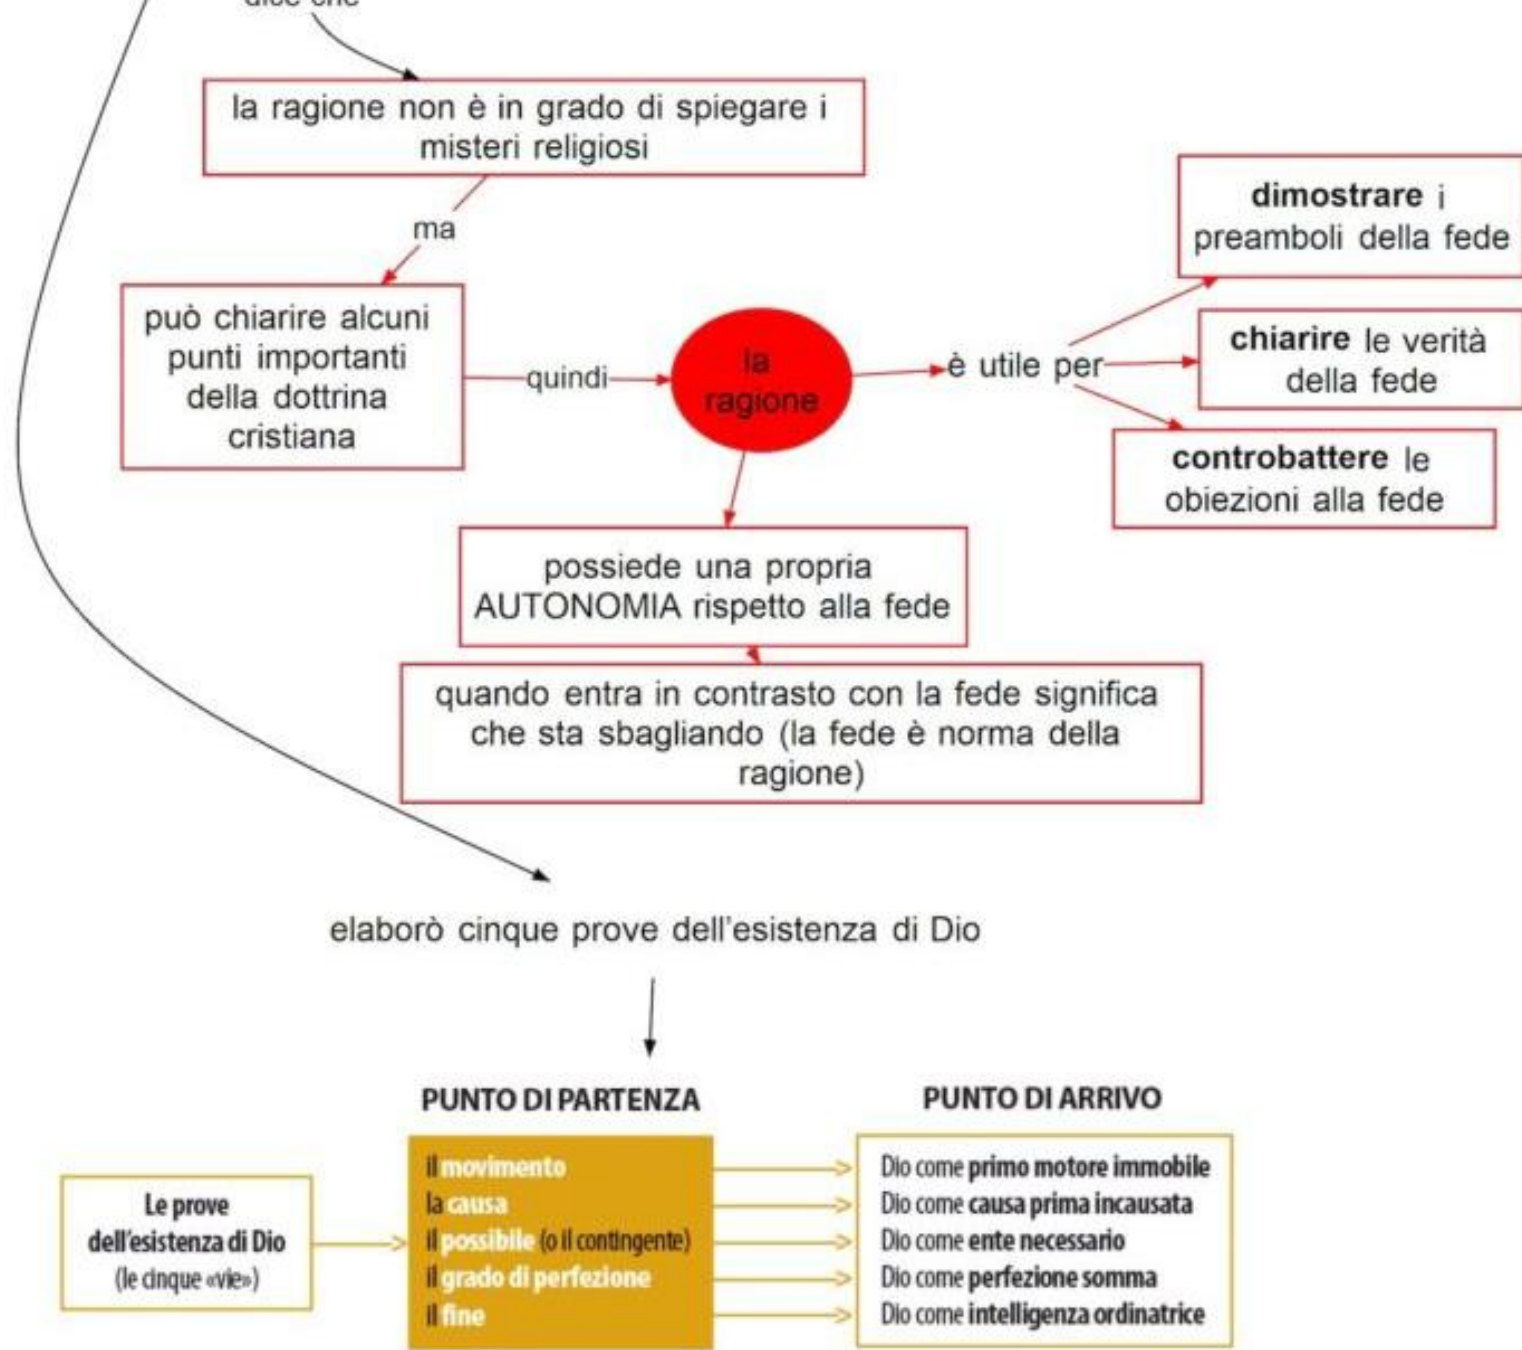 dice che
la ragione non è in grado di spiegare i
misteri religiosi
ma
può chiarire alcuni
punti importanti
della dottrina
cristiana
quindi
la
ragione
è utile per
dimostrare i
preamboli della fede
chiarire le verità
della fede
controbattere le
obiezioni alla fede
possiede una propria
AUTONOMIA rispetto alla fede
quando entra in contrasto con la fede significa
che sta sbagliando (la fede è norma della
ragione)
elaborò cinque prove dell'esistenza di Dio
Le prove
dell'esistenza di Dio
(le cinque «vie»)
PUNTO DI PARTENZA
il movimento
la causa
il possibile (o il contingente)
il grado di perfezione
il fine
PUNTO DI ARRIVO
Dio come primo motore immobile
Dio come causa prima incausata
Dio come ente necessario
Dio come perfezione somma
Dio come intelligenza ordinatrice